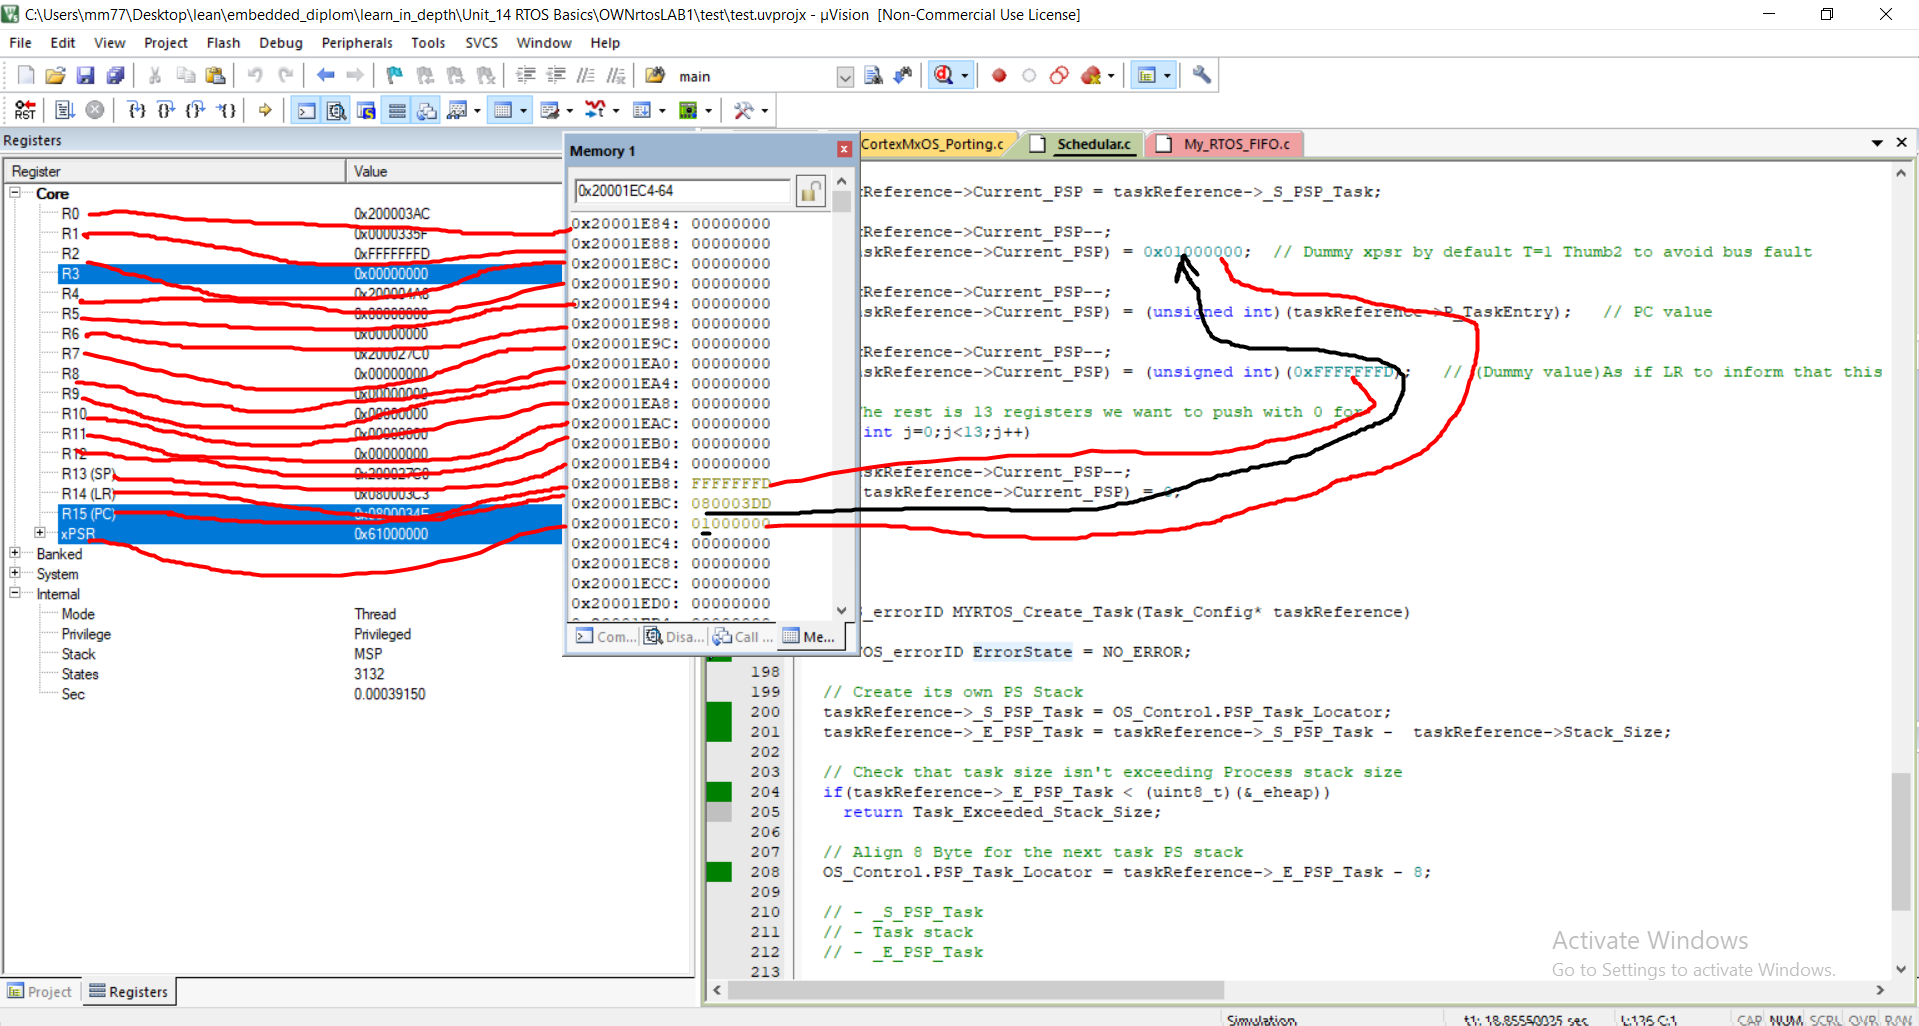 C:\Users\mm77\Desktop\lean\embedded_diplom\learn_in_depth\Unit_14 RTOS Basics\OWNrtosLAB1\test\test.uvprojx - µVision [Non-Commercial Use License]
File Edit View Project Flash Debug Peripherals Tools SVCS Window Help
main
RST
Registers
Register Value
Core
R0 0x200003AC
R1 0x0000335F
R2 0xFFFFFFFD
R3 0x00000000
R4 0x200004A8
R5 0x00000000
R6 0x00000000
R7 0x200027C0
R8 0x00000000
R9 0x00000000
R10 0x00000000
R11 0x00000000
R12 0x00000000
R13 (SP) 0x200027C0
R14 (LR) 0x080003C3
R15 (PC) 0x0800034E
xPSR 0x61000000
Banked
System
Internal
Mode Thread
Privilege Privileged
Stack MSP
States 3132
Sec 0.00039150
Project Registers
Memory 1
0x20001EC4-64
0x20001E84: 00000000
0x20001E88: 00000000
0x20001E8C: 00000000
0x20001E90: 00000000
0x20001E94: 00000000
0x20001E98: 00000000
0x20001E9C: 00000000
0x20001EA0: 00000000
0x20001EA4: 00000000
0x20001EA8: 00000000
0x20001EAC: 00000000
0x20001EB0: 00000000
0x20001EB4: 00000000
0x20001EB8: FFFFFFFD
0x20001EBC: 080003DD
0x20001EC0: 01000000
0x20001EC4: 00000000
0x20001EC8: 00000000
0x20001ECC: 00000000
0x20001ED0: 00000000
Com... Disa... Call ... Me...
CortexMxOS_Porting.c Schedular.c My_RTOS_FIFO.c
Reference->Current_PSP = taskReference->_S_PSP_Task;
Reference->Current_PSP--;
skReference->Current_PSP) = 0x01000000; // Dummy xpsr by default T=1 Thumb2 to avoid bus fault
Reference->Current_PSP--;
skReference->Current_PSP) = (unsigned int)(taskReference->P_TaskEntry); // PC value
Reference->Current_PSP--;
skReference->Current_PSP) = (unsigned int)(0xFFFFFFFD); // (Dummy value)As if LR to inform that this
he rest is 13 registers we want to push with 0 for
int j=0;j<13;j++)
skReference->Current_PSP--;
taskReference->Current_PSP) = 0;
_errorID MYRTOS_Create_Task(Task_Config* taskReference)
OS_errorID ErrorState = NO_ERROR;
198
199 // Create its own PS Stack
200 taskReference->_S_PSP_Task = OS_Control.PSP_Task_Locator;
201 taskReference->_E_PSP_Task = taskReference->_S_PSP_Task - taskReference->Stack_Size;
202
203 // Check that task size isn't exceeding Process stack size
204 if(taskReference->_E_PSP_Task < (uint8_t)(&_eheap))
205 return Task_Exceeded_Stack_Size;
206
207 // Align 8 Byte for the next task PS stack
208 OS_Control.PSP_Task_Locator = taskReference->_E_PSP_Task - 8;
209
210 // - _S_PSP_Task
211 // - Task stack
212 // - _E_PSP_Task
213
Activate Windows
Go to Settings to activate Windows.
Simulation t1: 18.85550025 sec L:136 C:1 CAP NUM SCRL OVR R/W